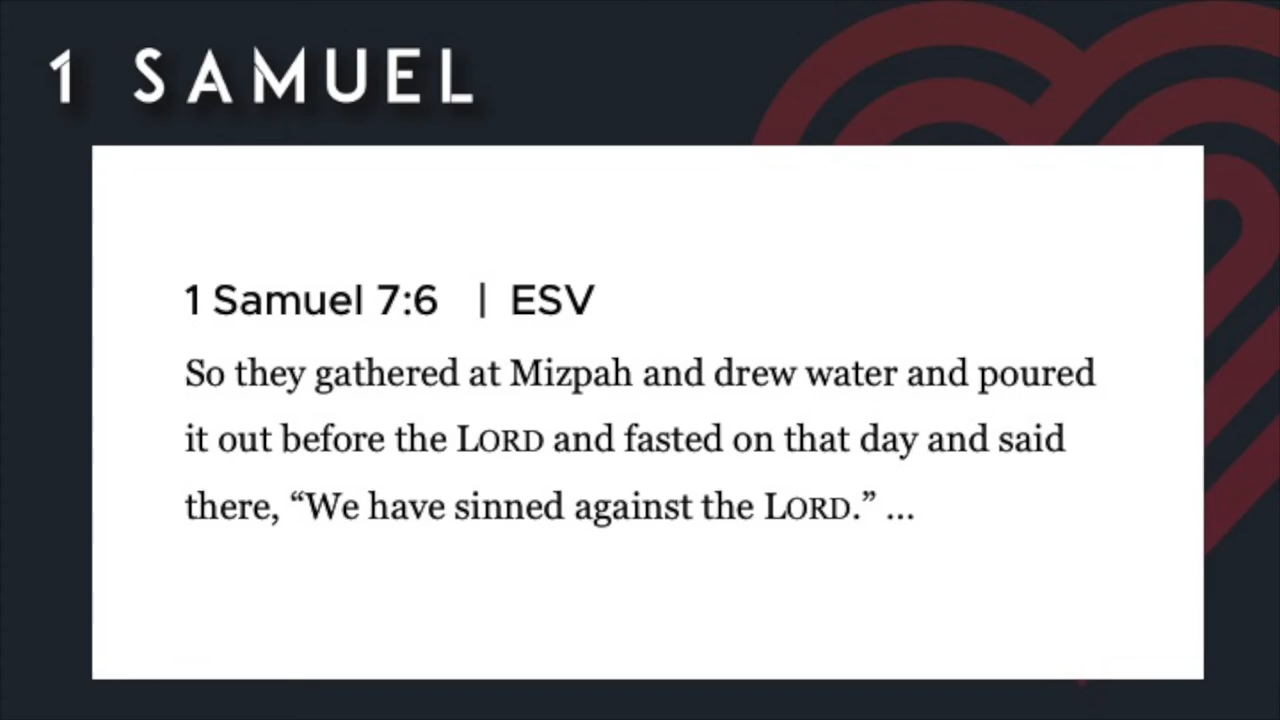 1 SAMUEL
1 Samuel 7:6 | ESV
So they gathered at Mizpah and drew water and poured
it out before the LORD and fasted on that day and said
there, “We have sinned against the LORD.” ...